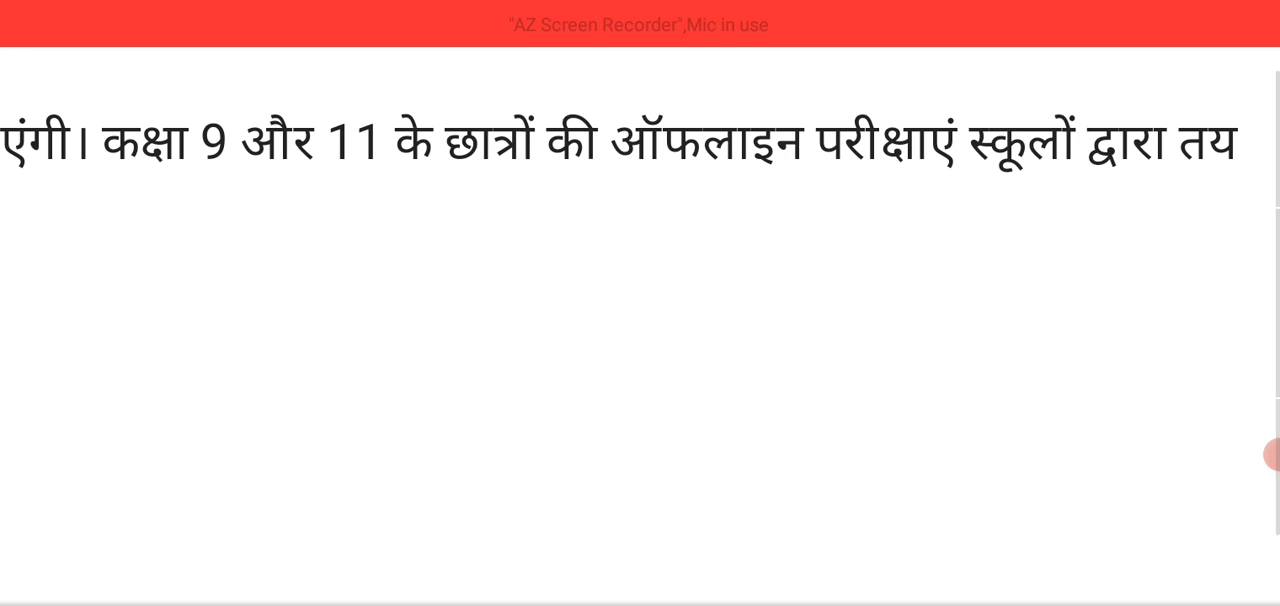 "AZ Screen Recorder",Mic in use
एंगी। कक्षा 9 और 11 के छात्रों की ऑफलाइन परीक्षाएं स्कूलों द्वारा तय